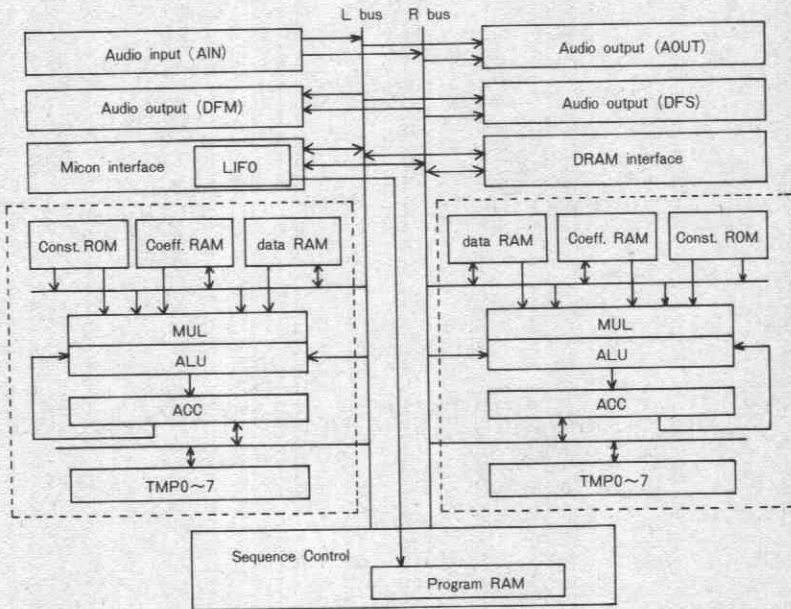 L bus R bus
Audio input (AIN)
Audio output (AOUT)
Audio output (DFM)
Audio output (DFS)
Micon interface
LIFO
DRAM interface
Const. ROM
Coeff. RAM
data RAM
data RAM
Coeff. RAM
Const. ROM
MUL
ALU
ACC
TMP0~7
MUL
ALU
ACC
TMP0~7
Sequence Control
Program RAM